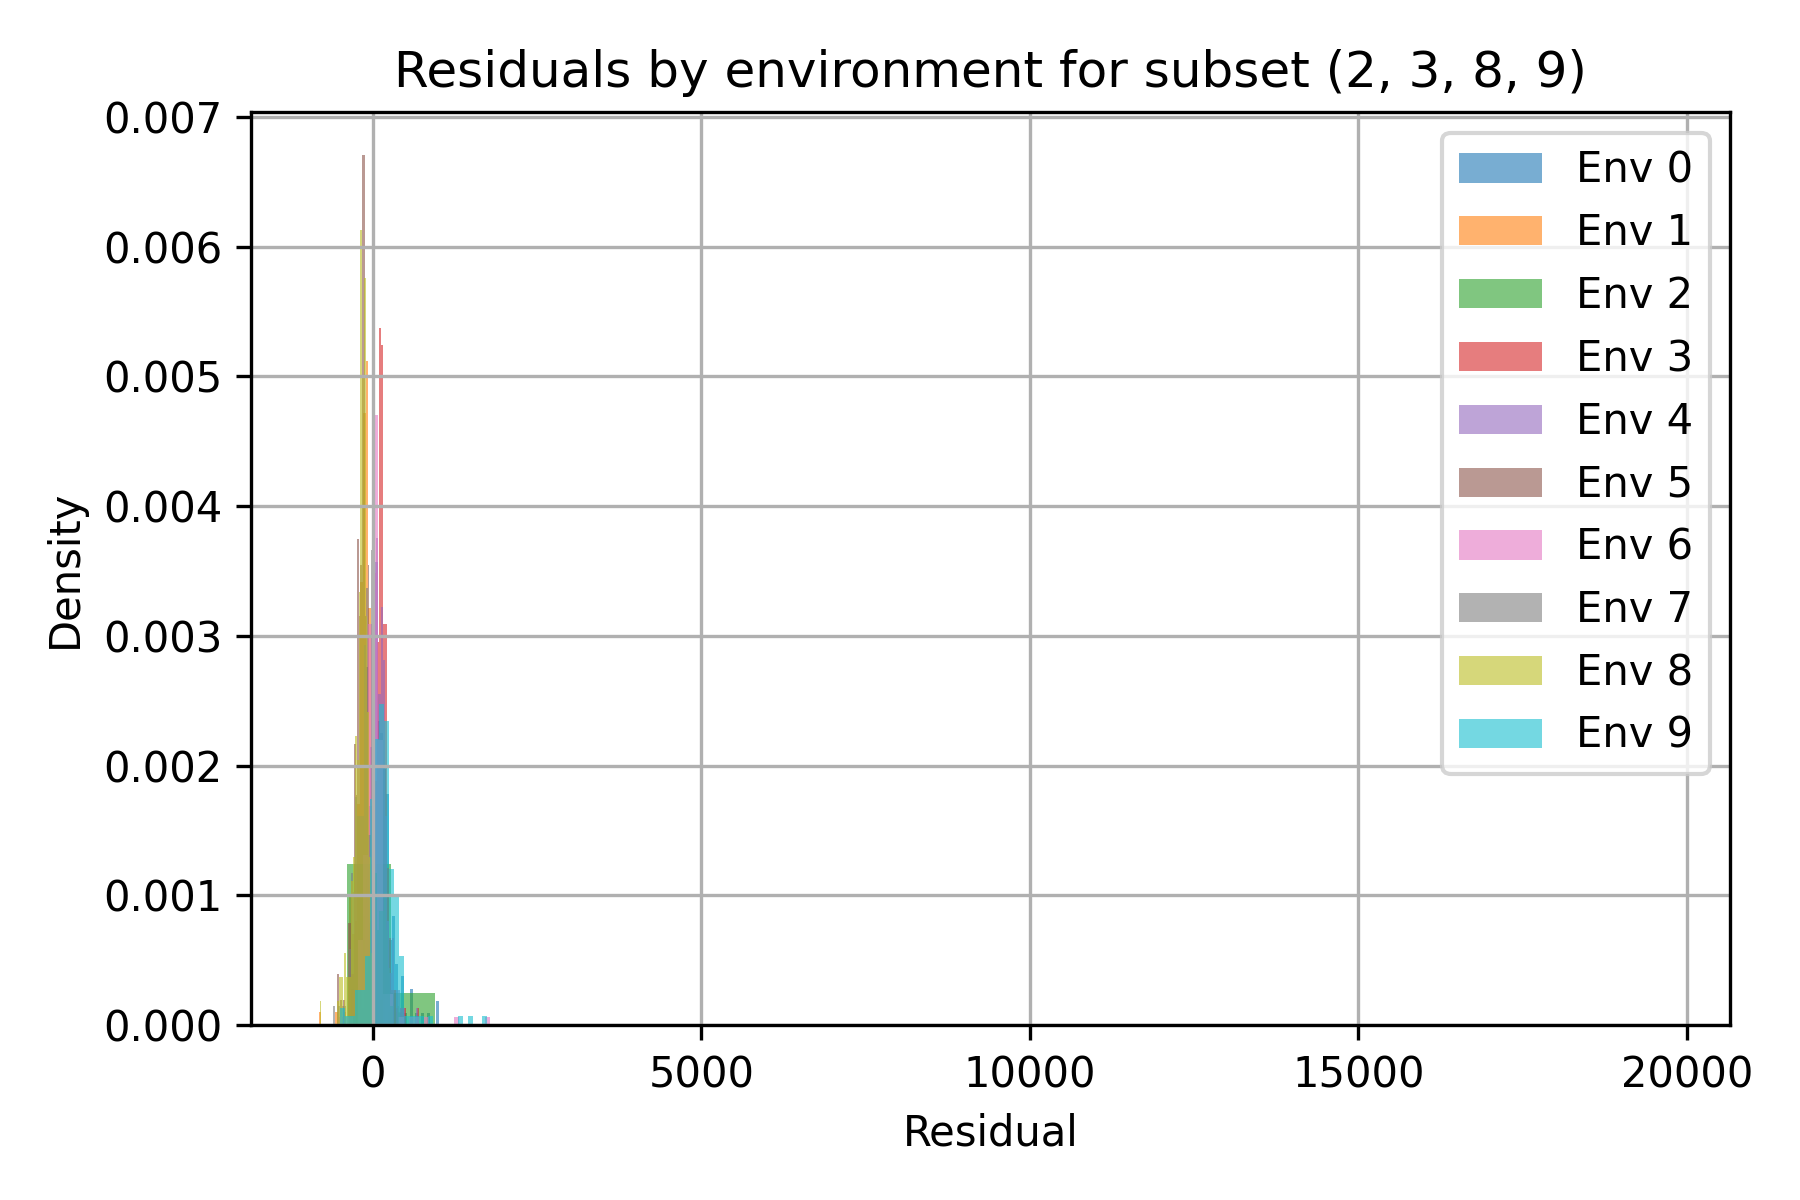 Residuals by environment for subset (2, 3, 8, 9)
0.007
0.006
0.005
0.004
0.003
0.002
0.001
0.000
Density
0
5000
10000
15000
20000
Residual
Env 0
Env 1
Env 2
Env 3
Env 4
Env 5
Env 6
Env 7
Env 8
Env 9